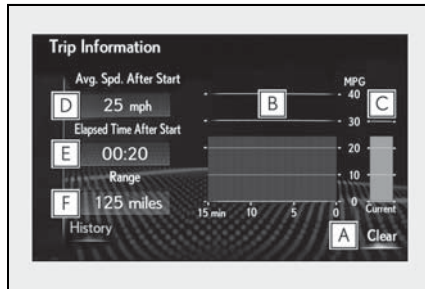 Trip Information
Avg. Spd. After Start
D 25 mph
Elapsed Time After Start
E 00:20
Range
F 125 miles
History
B
MPG
C
40
30
20
10
0
15 min 10 5 0
Current
A Clear